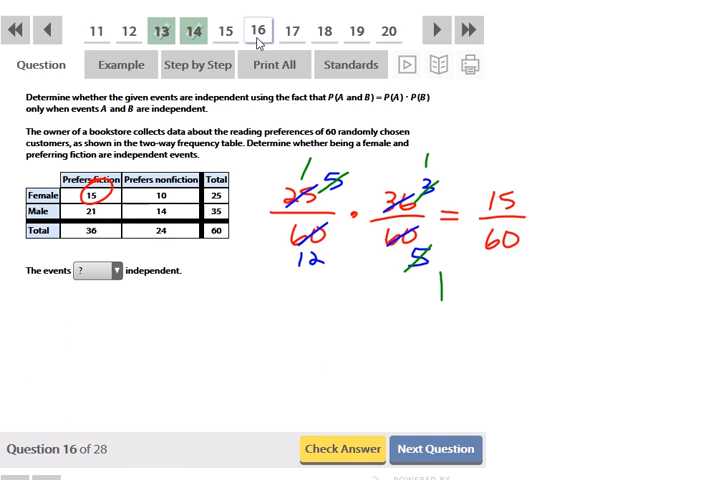 11 12 13 14 15 16 17 18 19 20
Question Example Step by Step Print All Standards
Determine whether the given events are independent using the fact that P(A and B) = P(A) · P(B)
only when events A and B are independent.
The owner of a bookstore collects data about the reading preferences of 60 randomly chosen
customers, as shown in the two-way frequency table. Determine whether being a female and
preferring fiction are independent events.
Prefers fiction Prefers nonfiction Total
Female 15 10 25
Male 21 14 35
Total 36 24 60
1 5 1 3
25/60 · 36/60 = 15/60
12 5
1
The events ? independent.
Question 16 of 28 Check Answer Next Question
POWERED BY